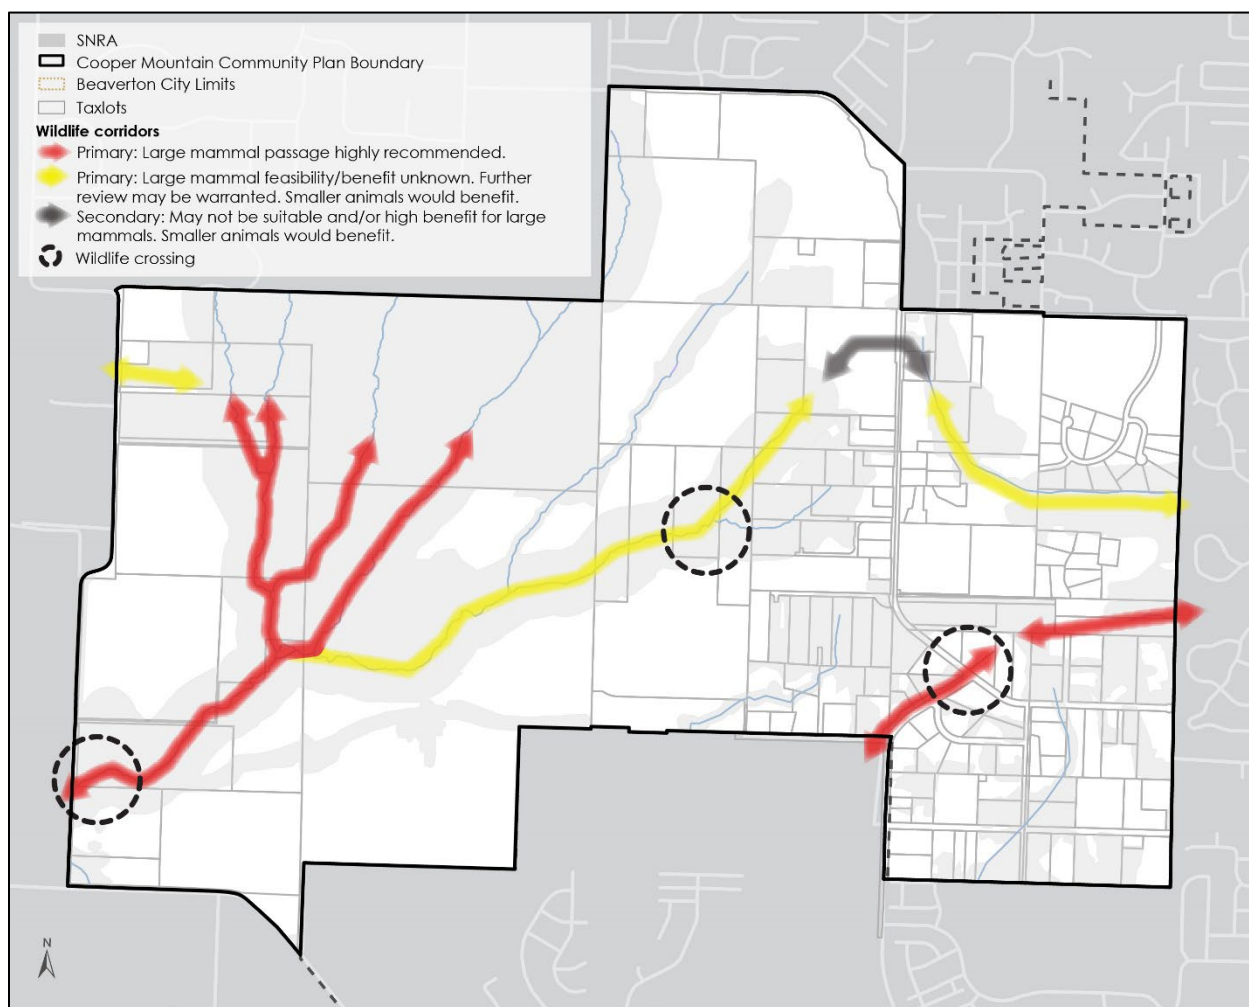 SNRA
Cooper Mountain Community Plan Boundary
Beaverton City Limits
Taxlots
Wildlife corridors
Primary: Large mammal passage highly recommended.
Primary: Large mammal feasibility/benefit unknown. Further
review may be warranted. Smaller animals would benefit.
Secondary: May not be suitable and/or high benefit for large
mammals. Smaller animals would benefit.
Wildlife crossing
N